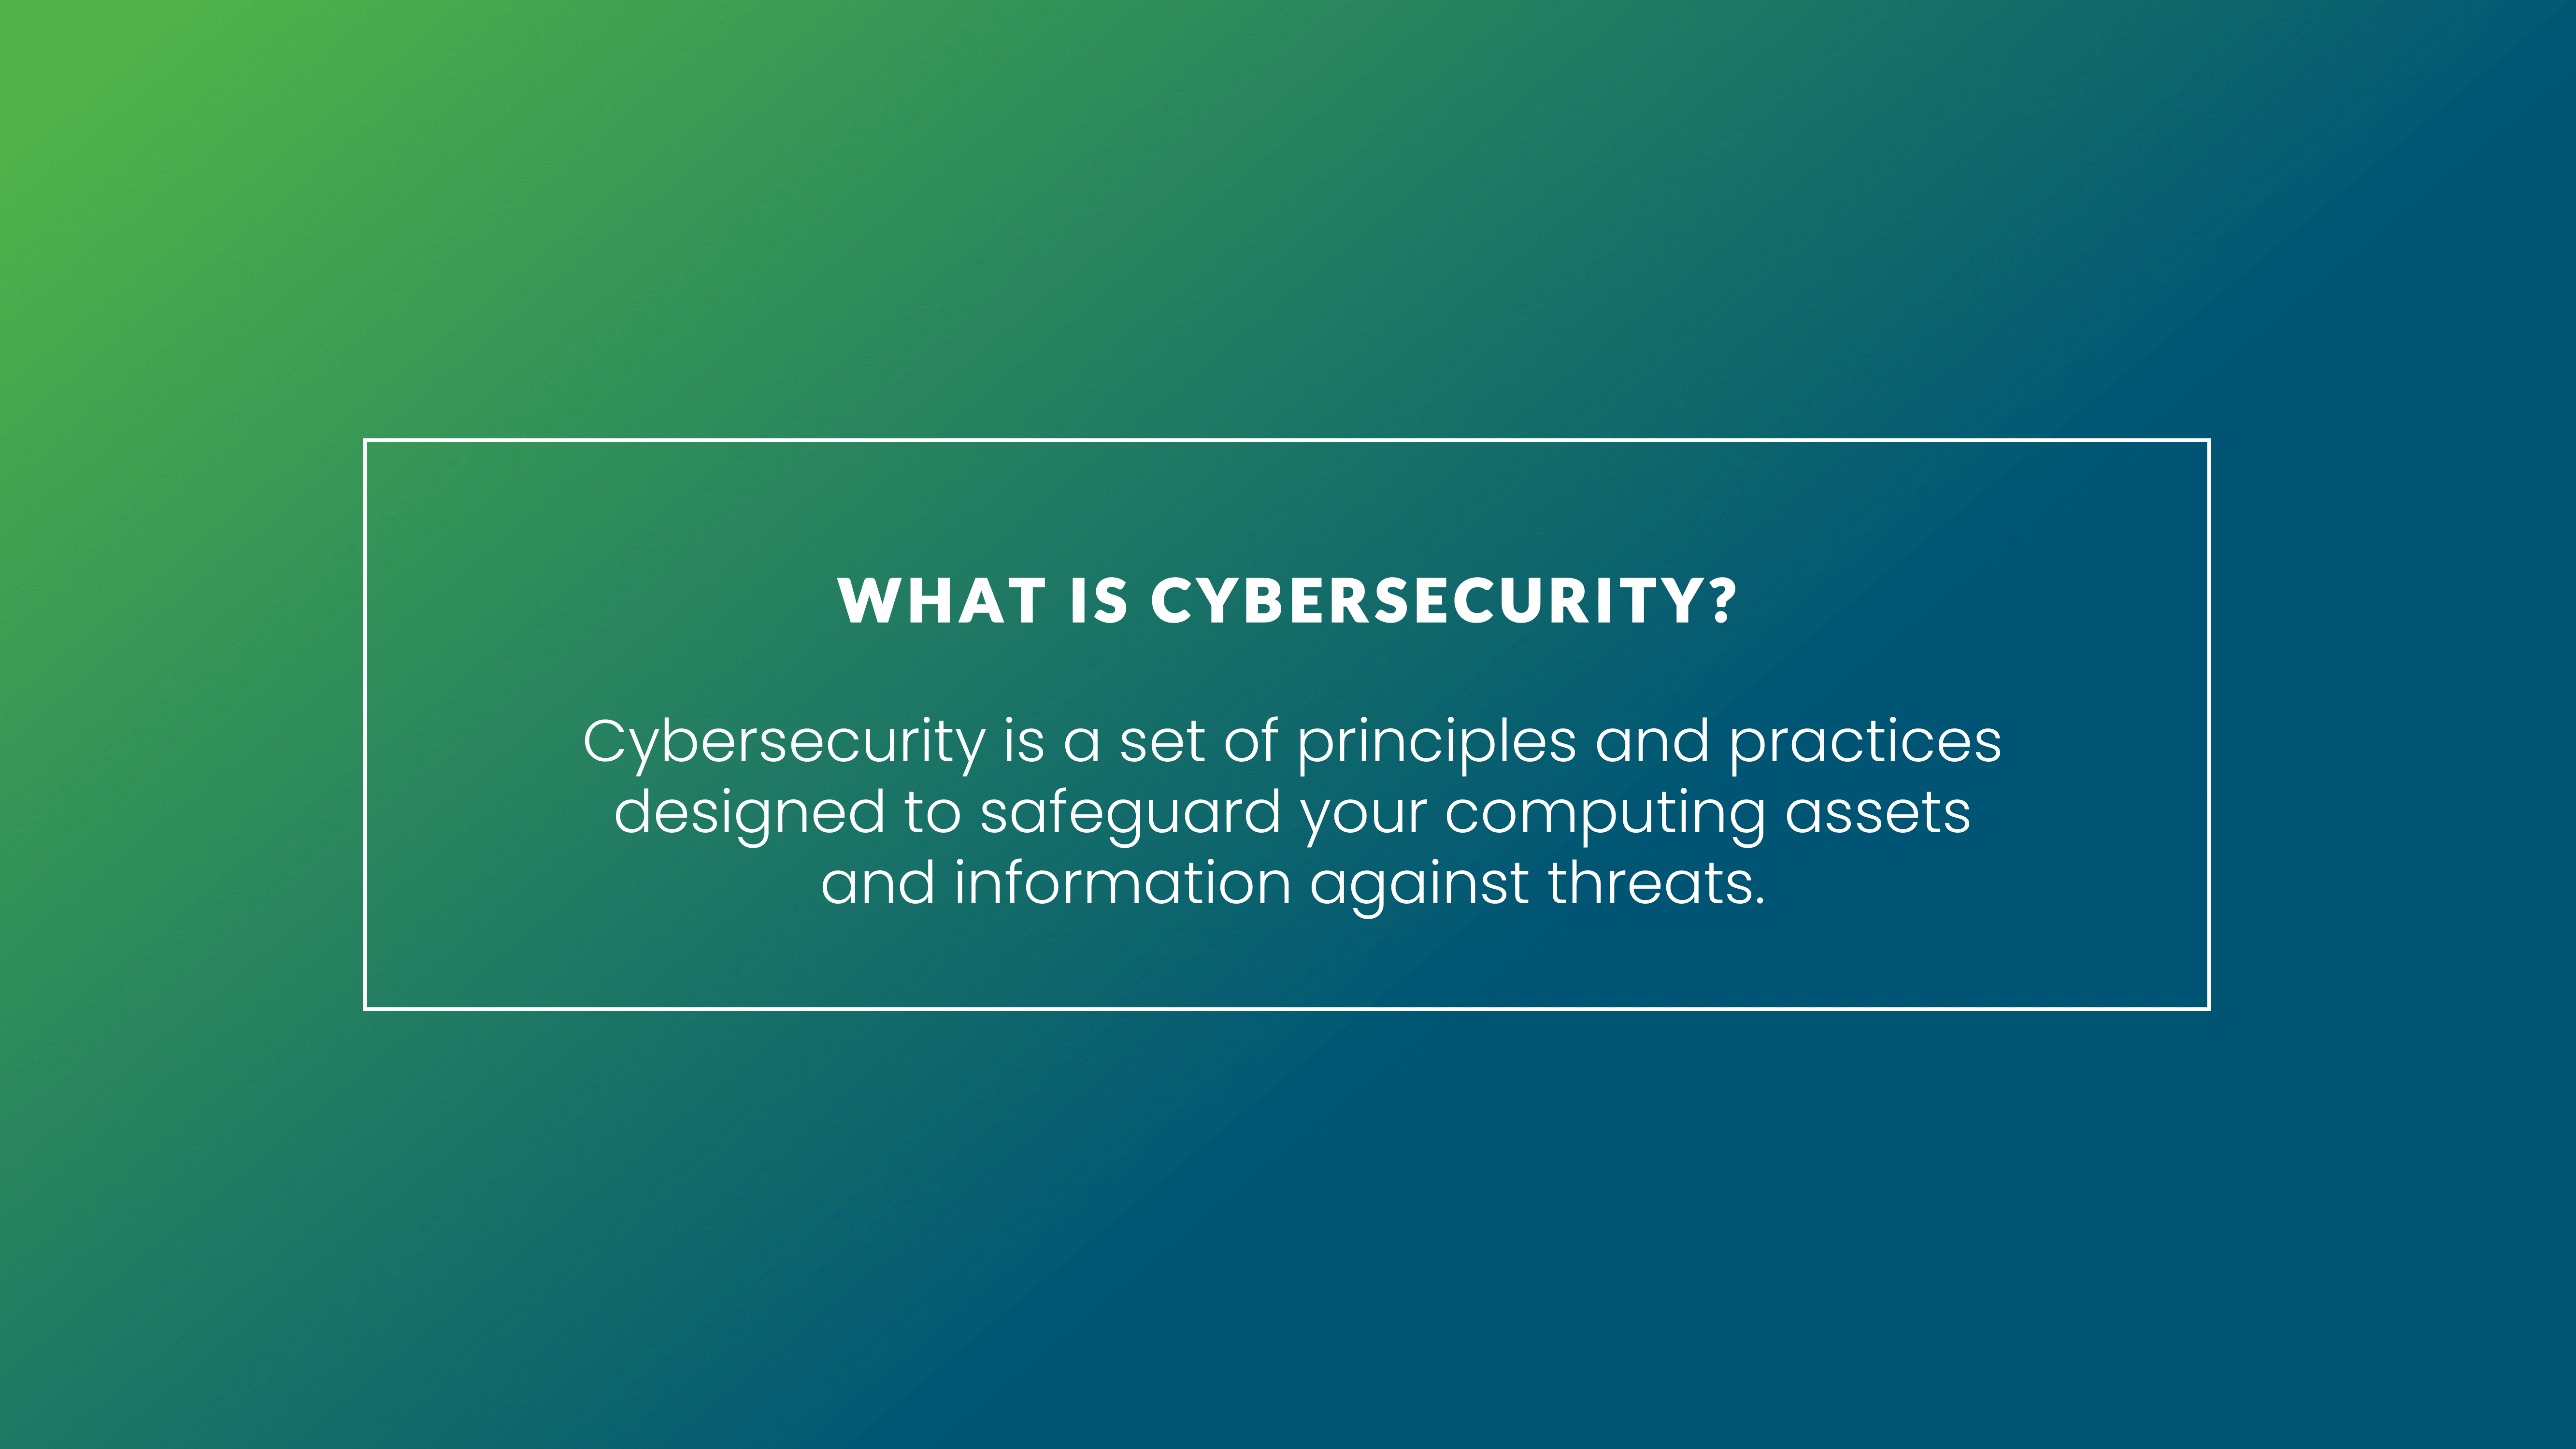 WHAT IS CYBERSECURITY?
Cybersecurity is a set of principles and practices
designed to safeguard your computing assets
and information against threats.